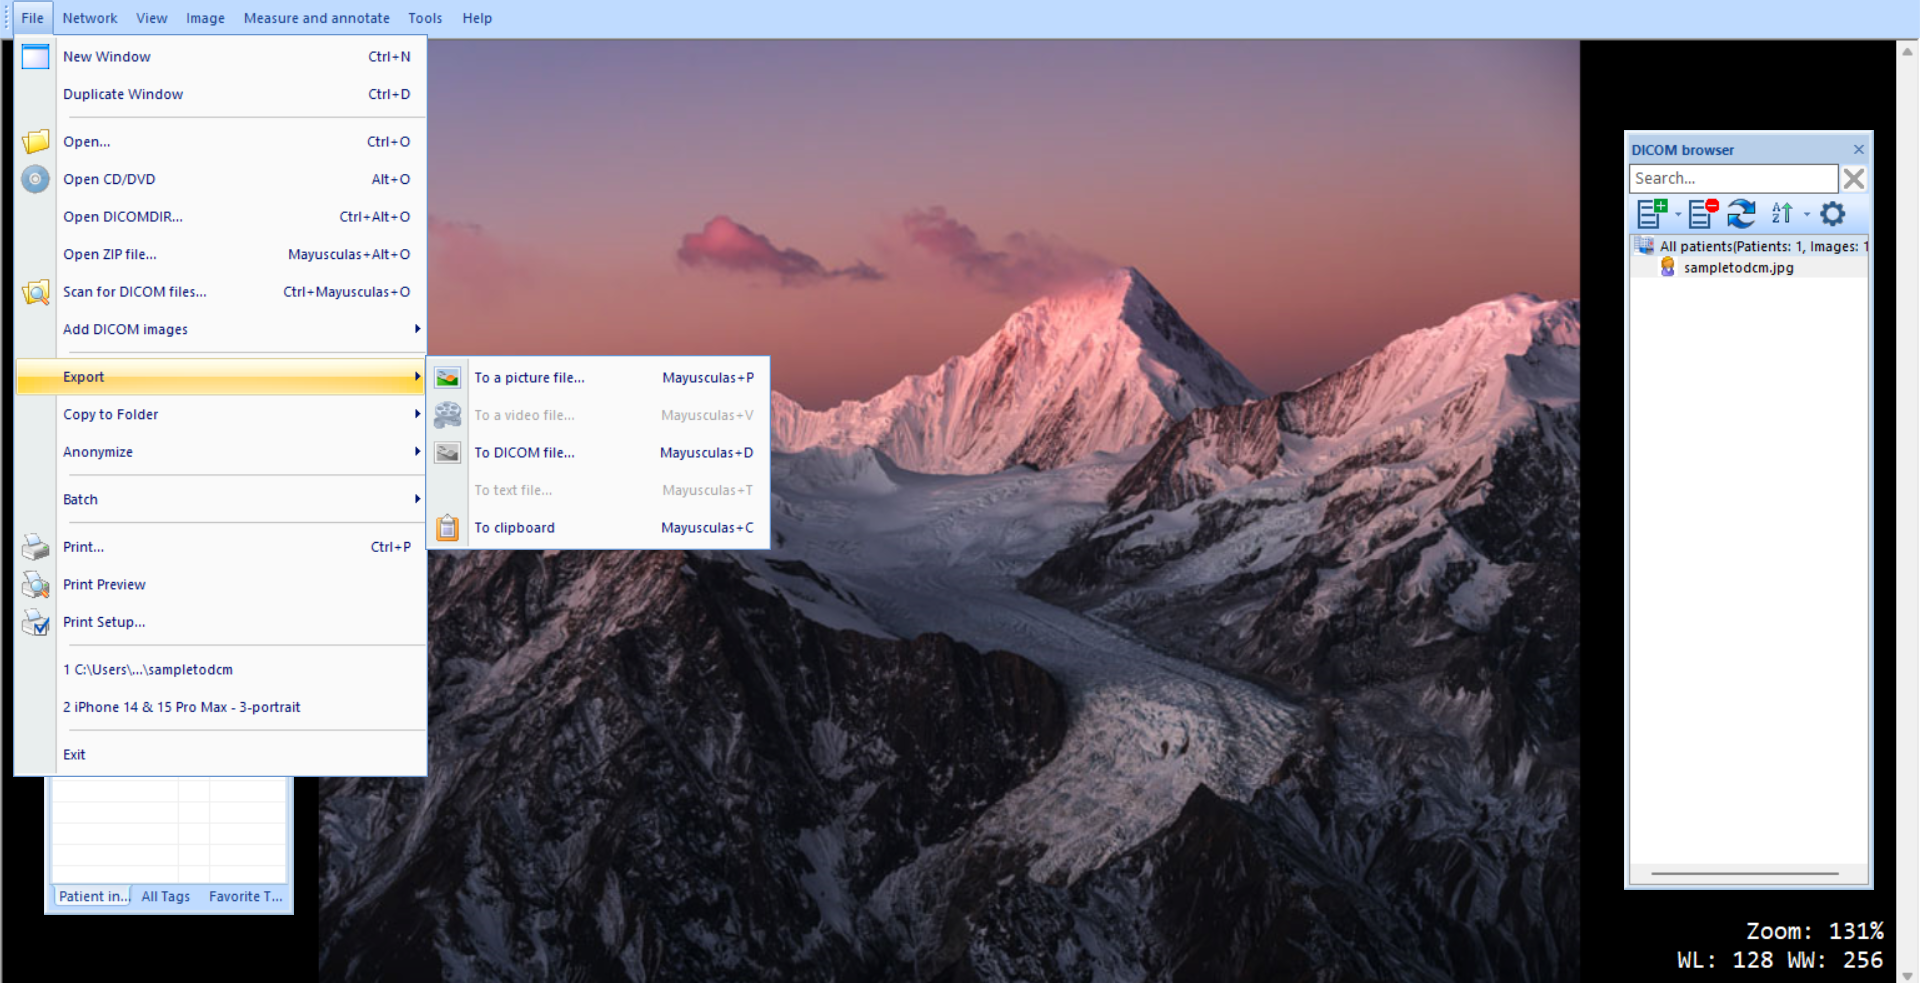 File Network View Image Measure and annotate Tools Help
New Window Ctrl+N
Duplicate Window Ctrl+D
Open... Ctrl+O
Open CD/DVD Alt+O
Open DICOMDIR... Ctrl+Alt+O
Open ZIP file... Mayusculas+Alt+O
Scan for DICOM files... Ctrl+Mayusculas+O
Add DICOM images
Export
Copy to Folder
Anonymize
Batch
Print... Ctrl+P
Print Preview
Print Setup...
1 C:\Users\...\sampletodcm
2 iPhone 14 & 15 Pro Max - 3-portrait
Exit
To a picture file... Mayusculas+P
To a video file... Mayusculas+V
To DICOM file... Mayusculas+D
To text file... Mayusculas+T
To clipboard Mayusculas+C
Patient in... All Tags Favorite T...
DICOM browser
Search...
All patients(Patients: 1, Images: 1
sampletodcm.jpg
Zoom: 131%
WL: 128 WW: 256